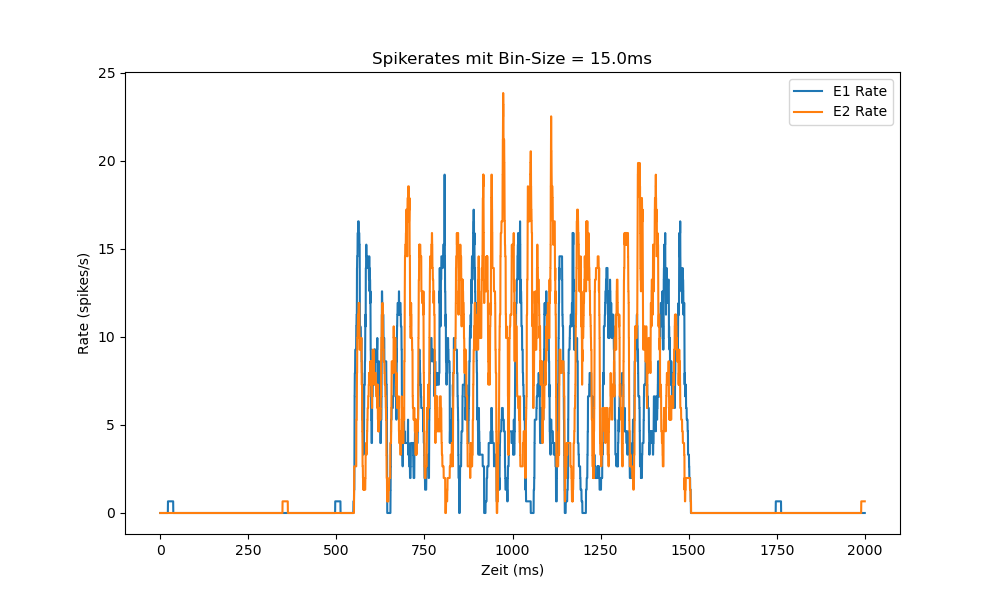 Spikerates mit Bin-Size = 15.0ms
E1 Rate
E2 Rate
Rate (spikes/s)
25
20
15
10
5
0
0 250 500 750 1000 1250 1500 1750 2000
Zeit (ms)